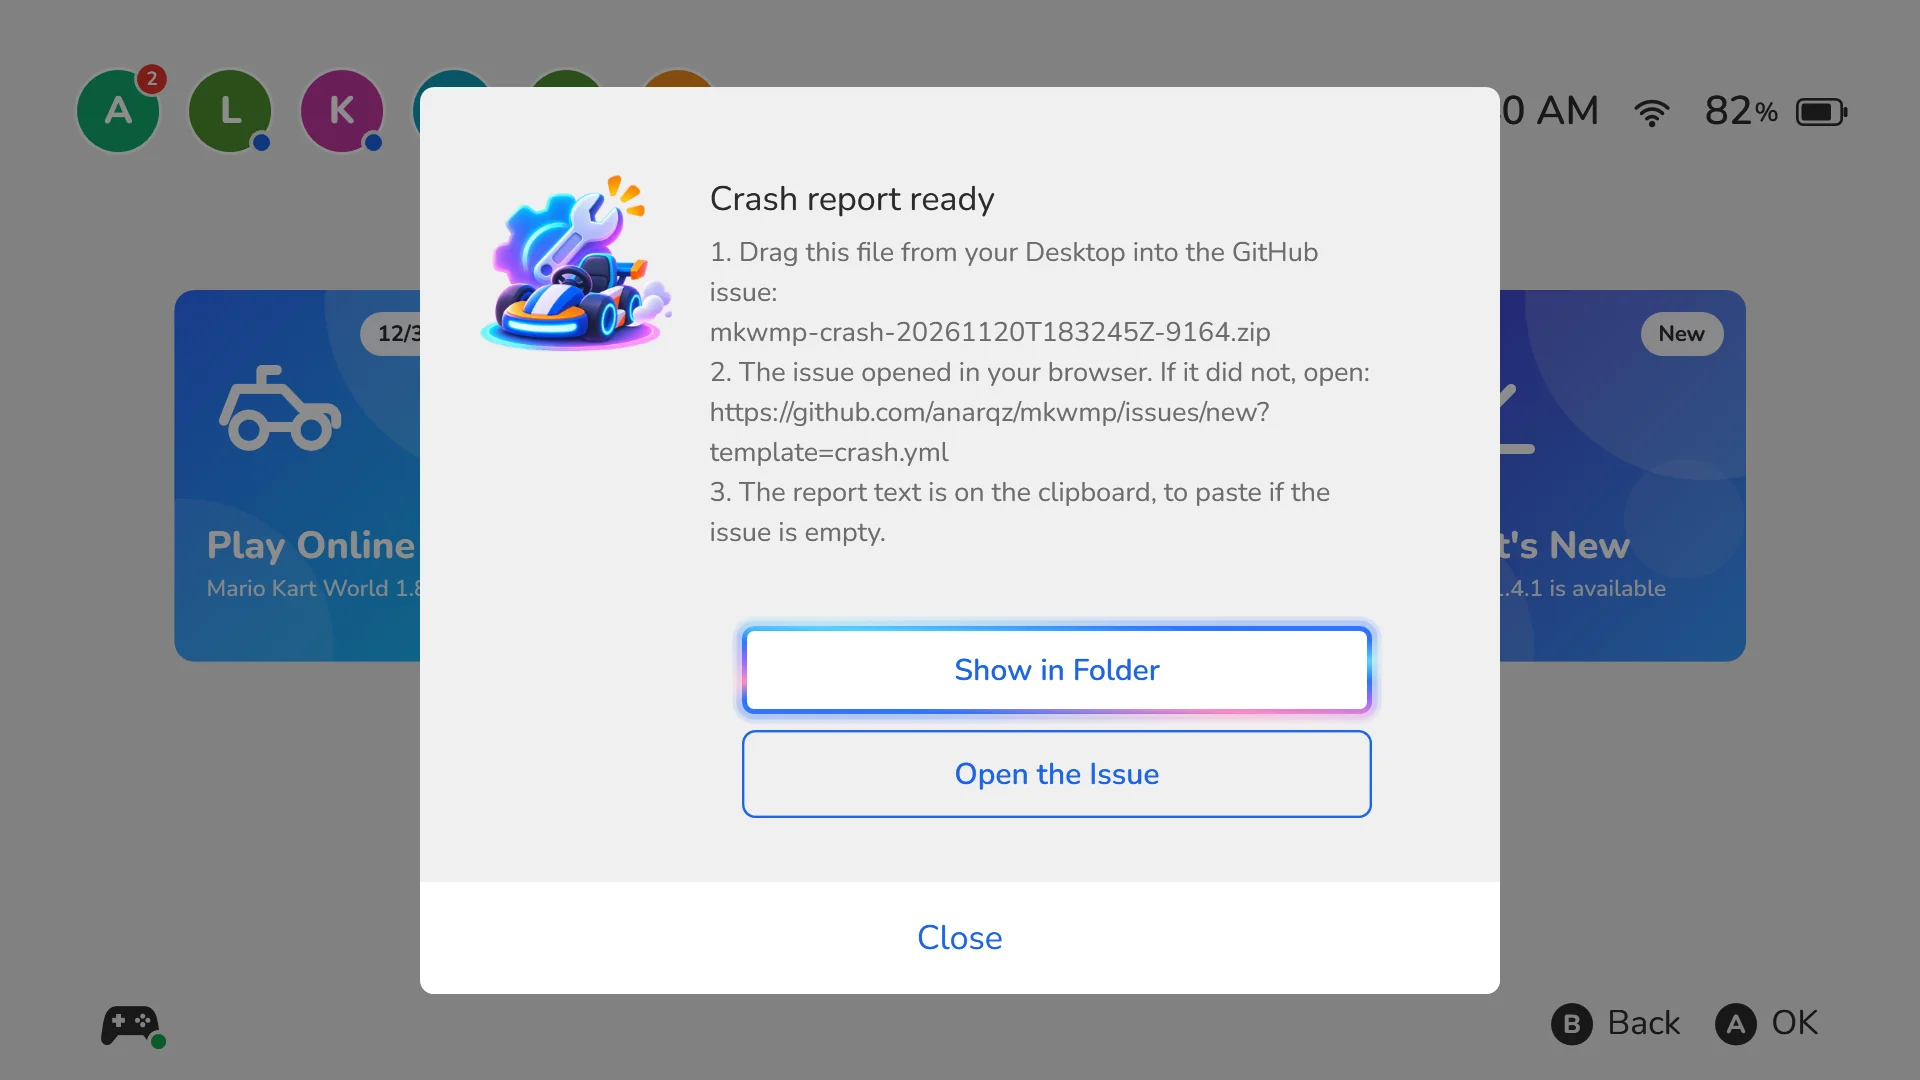 A
2
L
K
0 AM
82%
Crash report ready
1. Drag this file from your Desktop into the GitHub
issue:
mkwmp-crash-20261120T183245Z-9164.zip
2. The issue opened in your browser. If it did not, open:
https://github.com/anarqz/mkwmp/issues/new?
template=crash.yml
3. The report text is on the clipboard, to paste if the
issue is empty.
12/3
Play Online
Mario Kart World 1.
New
t's New
.4.1 is available
Show in Folder
Open the Issue
Close
B Back
A OK